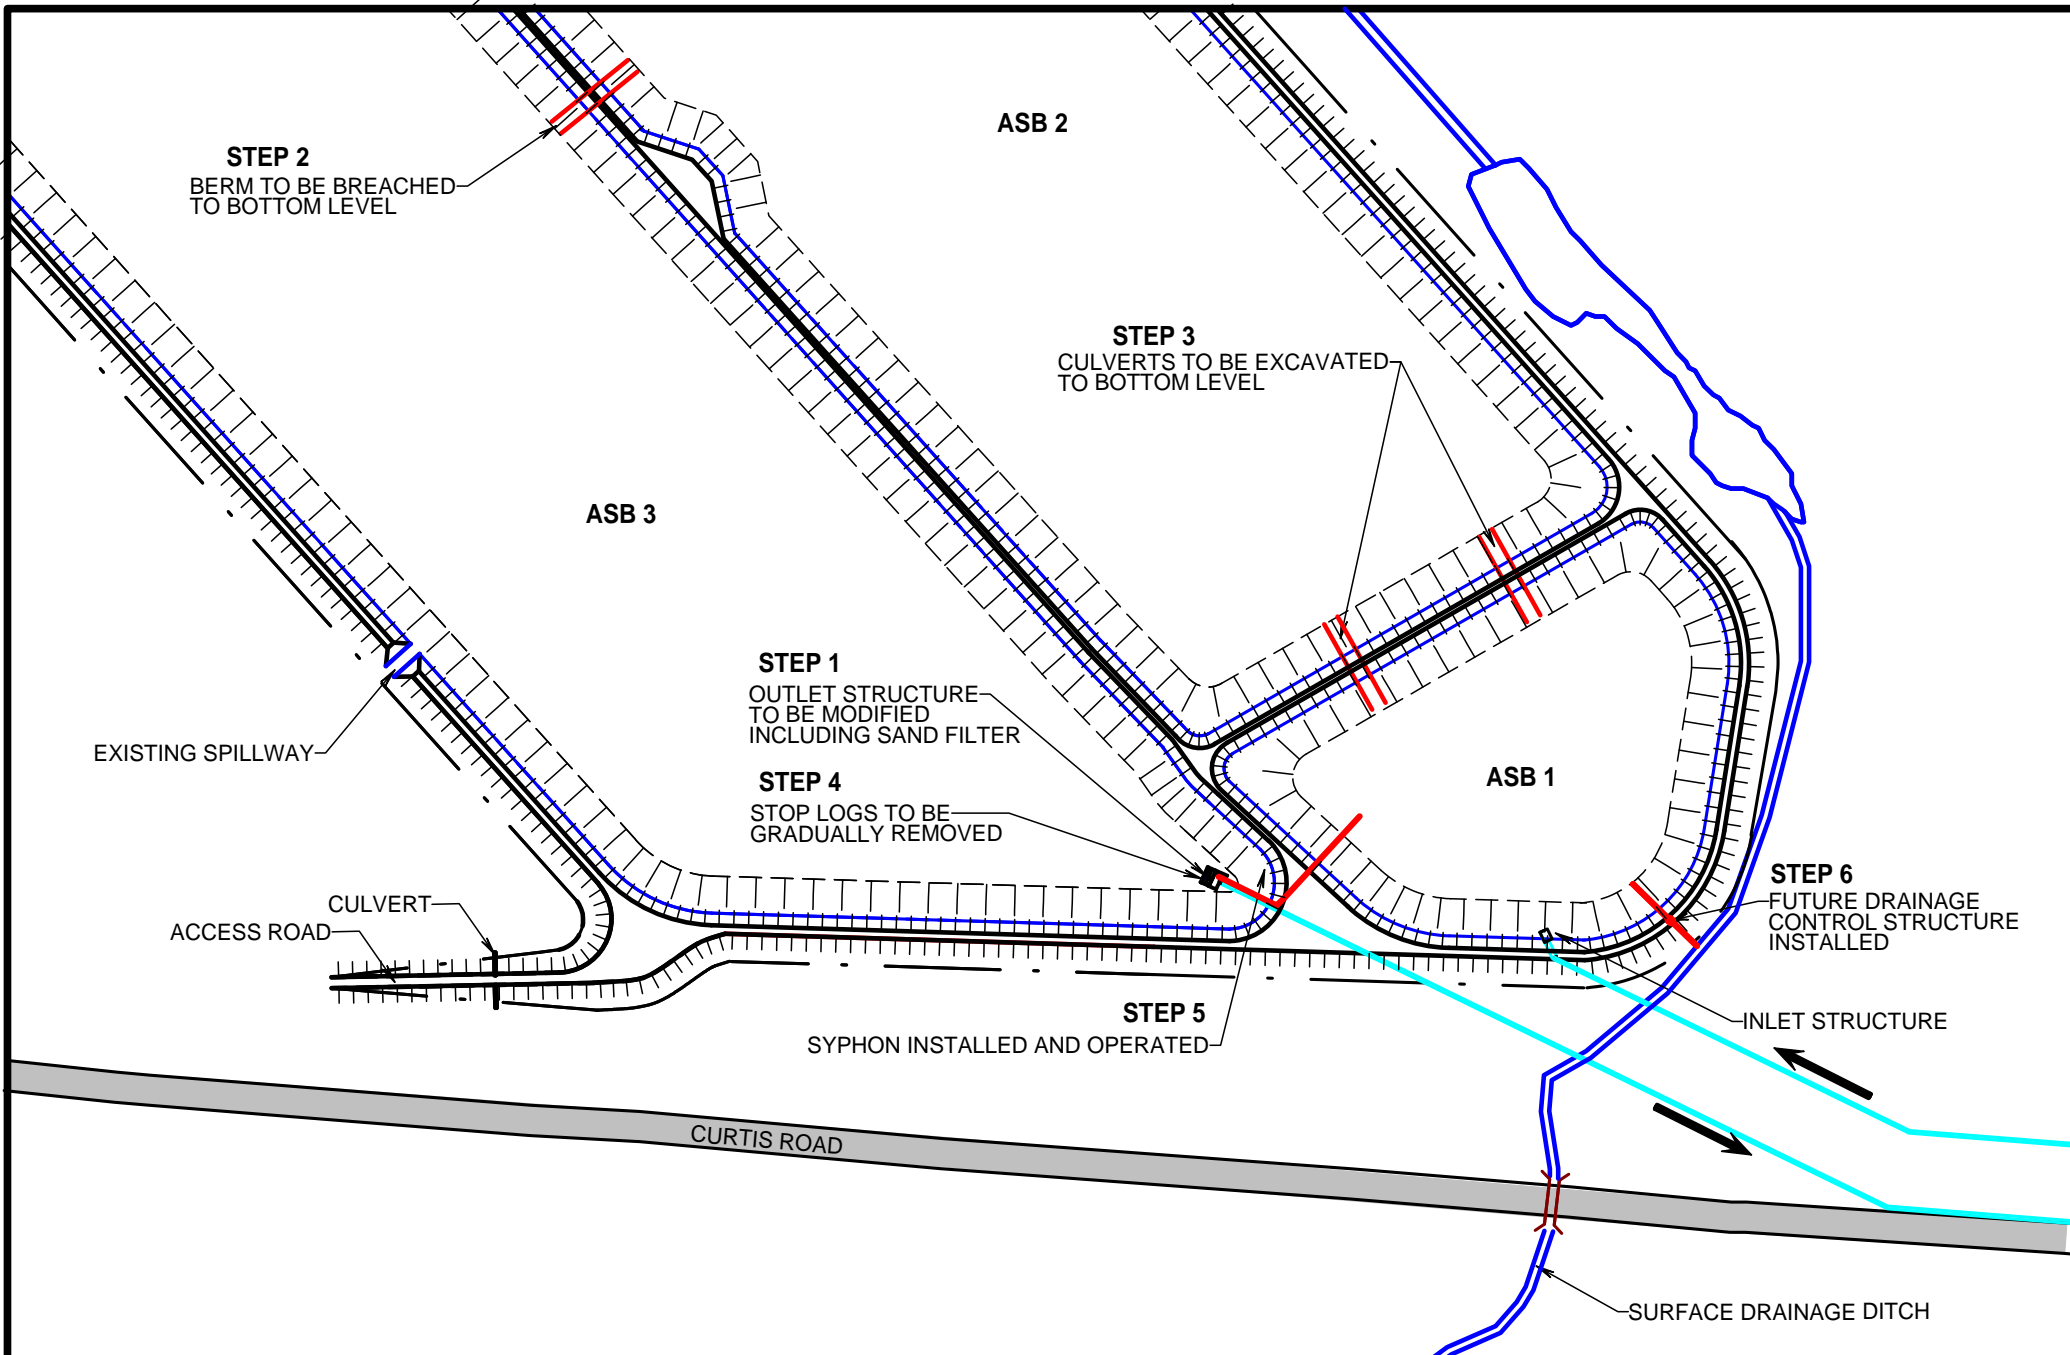 ASB 2
STEP 2
BERM TO BE BREACHED
TO BOTTOM LEVEL
STEP 3
CULVERTS TO BE EXCAVATED
TO BOTTOM LEVEL
ASB 3
STEP 1
OUTLET STRUCTURE
TO BE MODIFIED
INCLUDING SAND FILTER
EXISTING SPILLWAY
STEP 4
STOP LOGS TO BE
GRADUALLY REMOVED
ASB 1
STEP 6
FUTURE DRAINAGE
CONTROL STRUCTURE
INSTALLED
CULVERT
ACCESS ROAD
STEP 5
SYPHON INSTALLED AND OPERATED
INLET STRUCTURE
CURTIS ROAD
SURFACE DRAINAGE DITCH